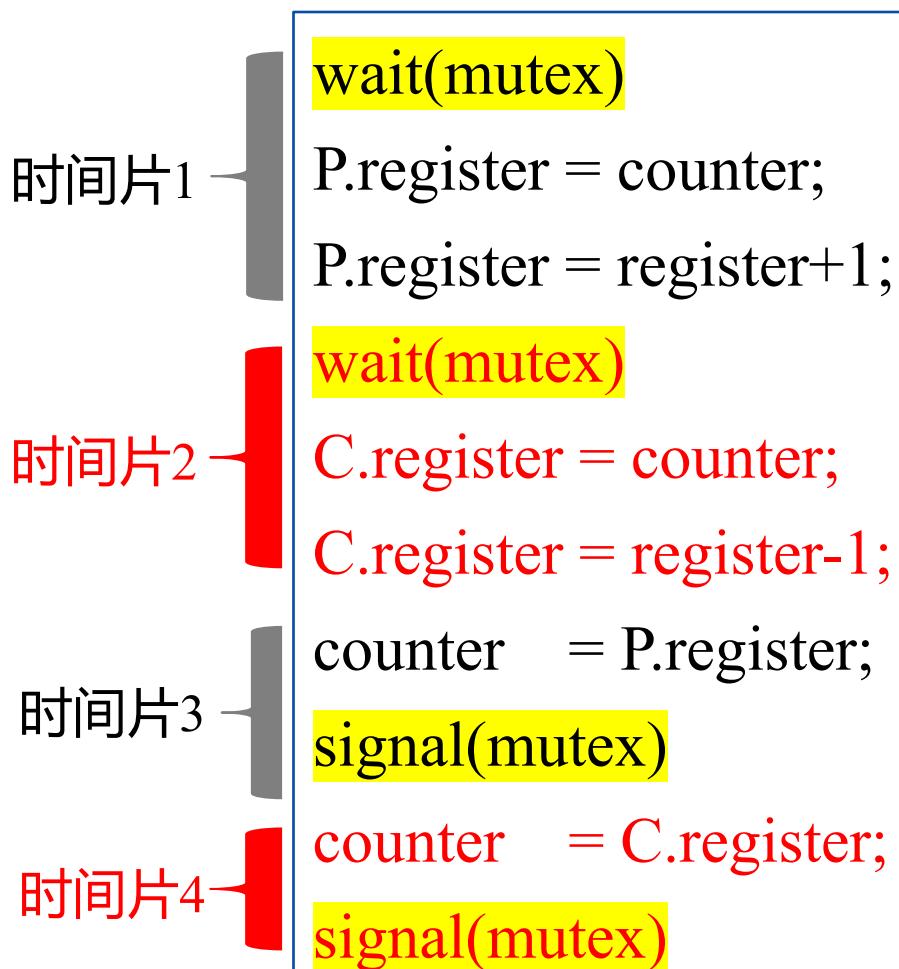 wait(mutex)
时间片1
P.register = counter;
P.register = register+1;
wait(mutex)
时间片2
C.register = counter;
C.register = register-1;
counter = P.register;
时间片3
signal(mutex)
counter = C.register;
时间片4
signal(mutex)